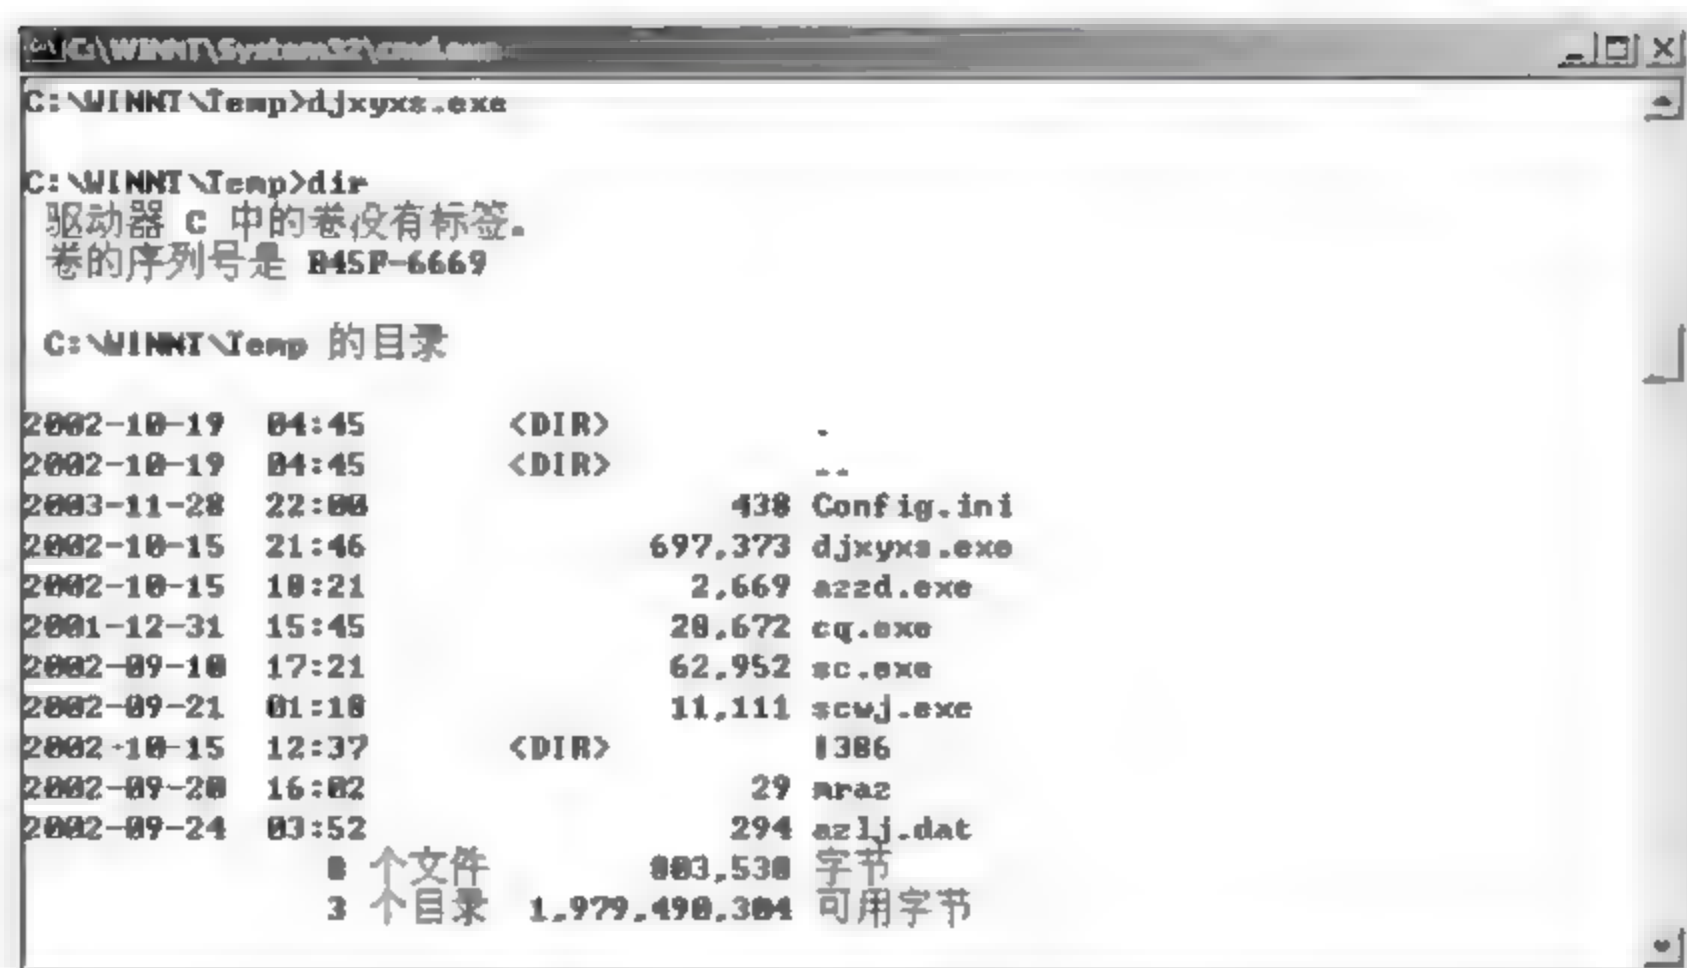 C:\WINNT\System32\cmd.exe
C:\WINNT\Temp>djxyxs.exe
C:\WINNT\Temp>dir
驱动器 C 中的卷没有标签。
卷的序列号是 B45F-6669
C:\WINNT\Temp 的目录
2002-10-19 04:45 <DIR> .
2002-10-19 04:45 <DIR> ..
2003-11-28 22:00 438 Config.ini
2002-10-15 21:46 697,373 djxyxs.exe
2002-10-15 18:21 2,669 azzd.exe
2001-12-31 15:45 28,672 cq.exe
2002-09-10 17:21 62,952 sc.exe
2002-09-21 01:18 11,111 scwj.exe
2002-10-15 12:37 <DIR> I386
2002-09-20 16:02 29 mraz
2002-09-24 03:52 294 azlj.dat
8 个文件 803,538 字节
3 个目录 1,979,490,304 可用字节